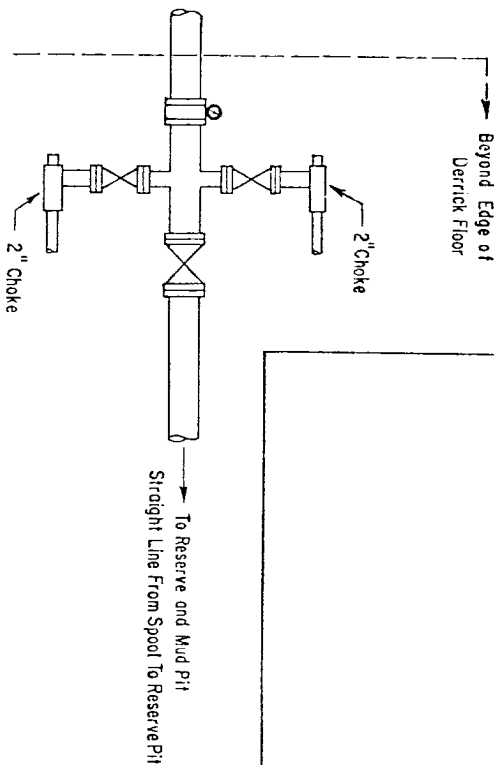 Beyond Edge of
Derrick Floor
2" Choke
2" Choke
To Reserve and Mud Pit
Straight Line From Spool To Reserve Pit